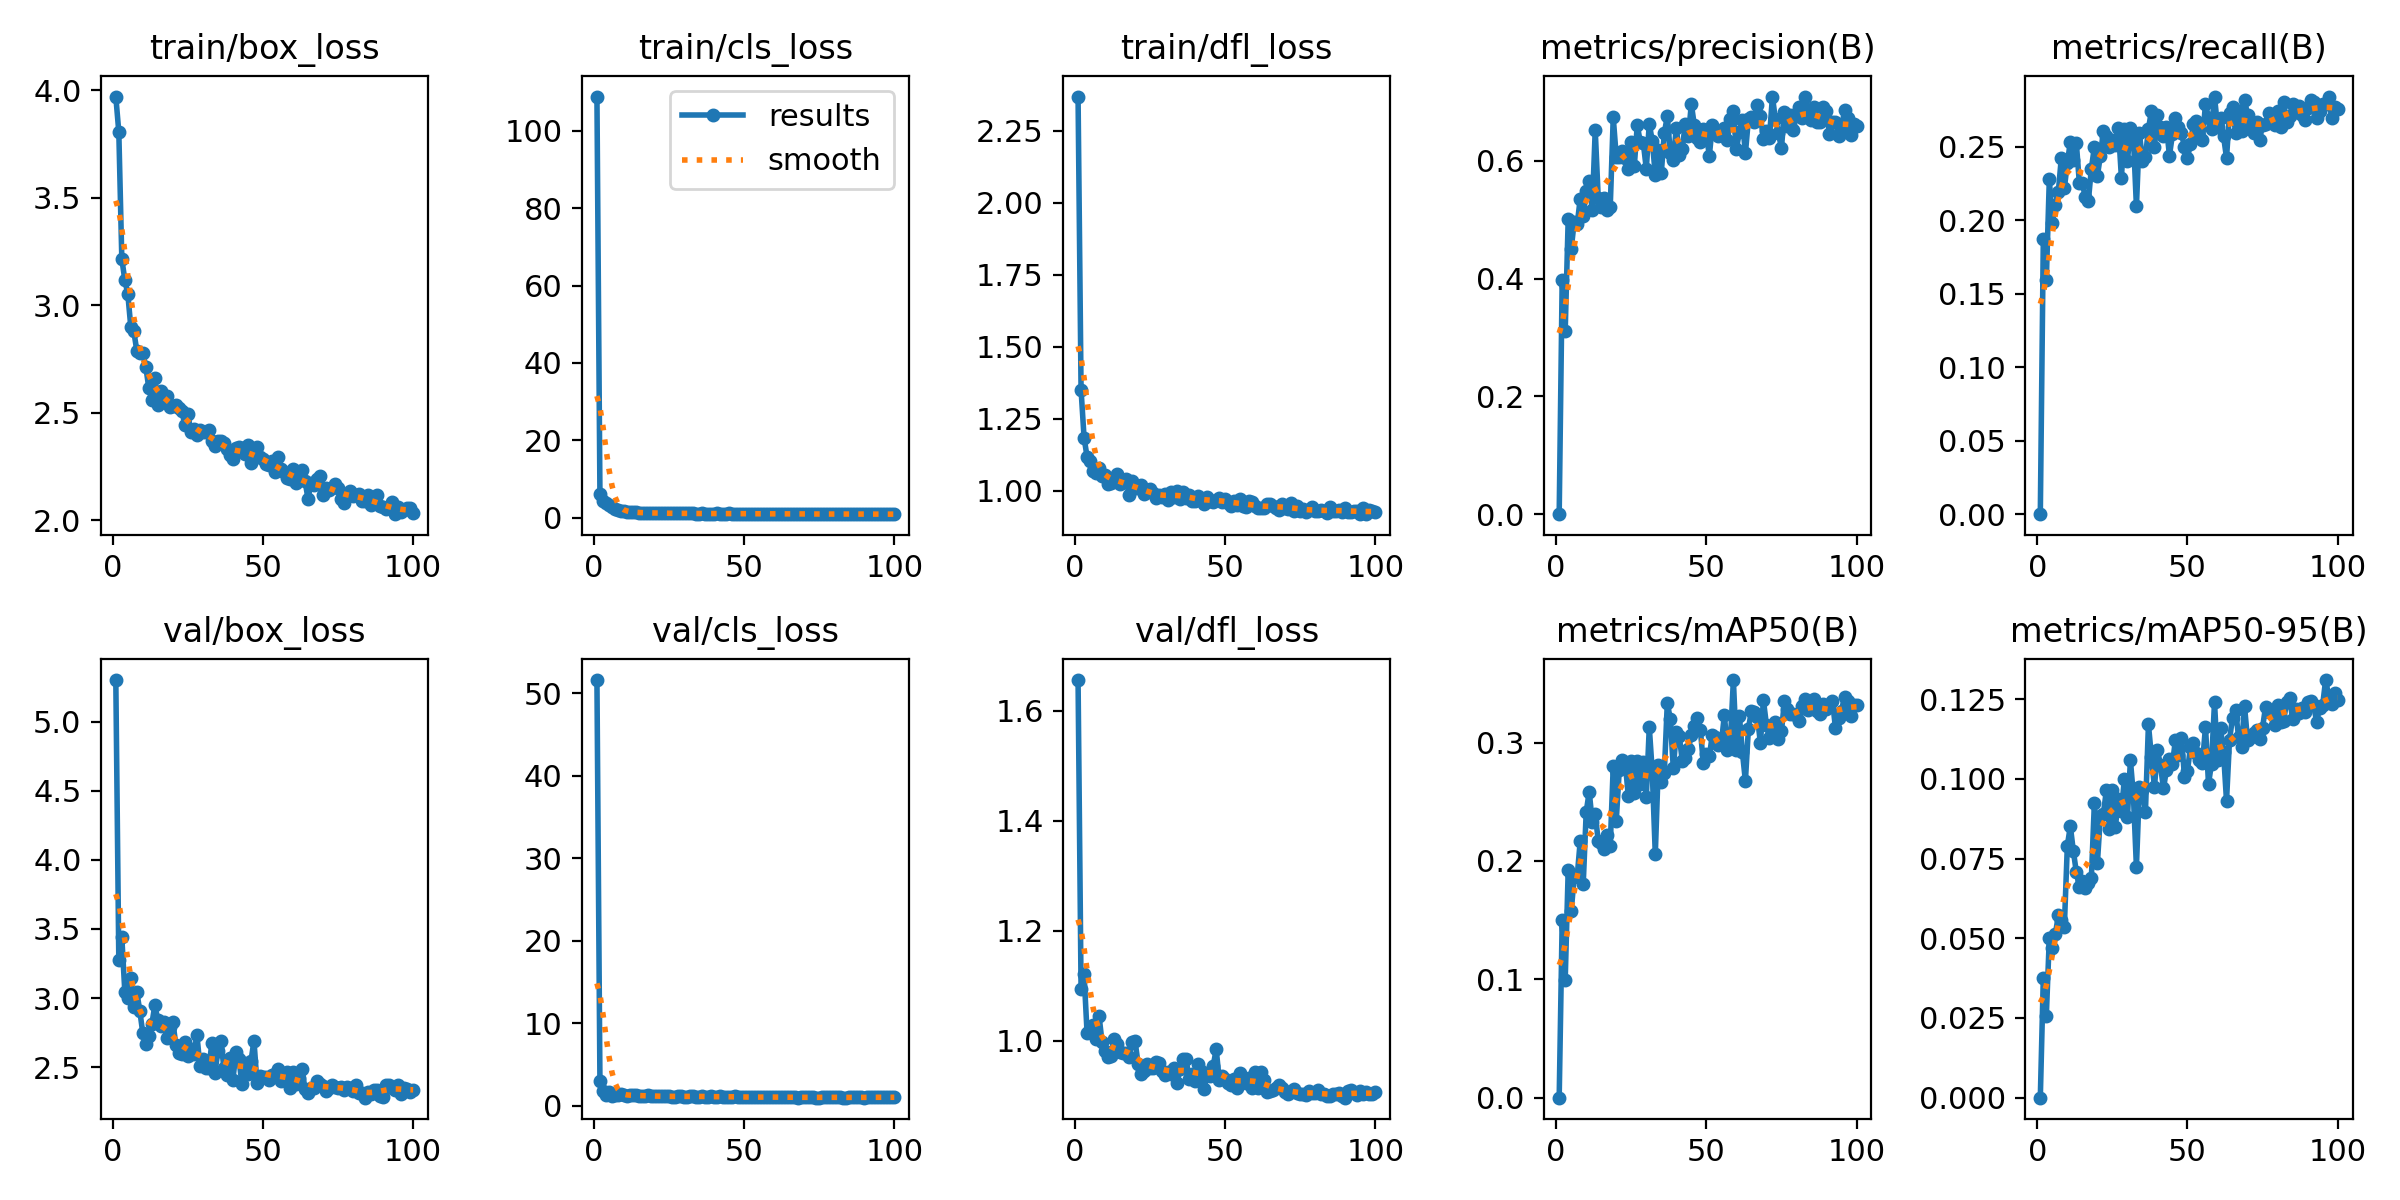 train/box_loss
4.0
3.5
3.0
2.5
2.0
0 50 100
train/cls_loss
results
smooth
100
80
60
40
20
0
0 50 100
train/dfl_loss
2.25
2.00
1.75
1.50
1.25
1.00
0 50 100
metrics/precision(B)
0.6
0.4
0.2
0.0
0 50 100
metrics/recall(B)
0.25
0.20
0.15
0.10
0.05
0.00
0 50 100
val/box_loss
5.0
4.5
4.0
3.5
3.0
2.5
0 50 100
val/cls_loss
50
40
30
20
10
0
0 50 100
val/dfl_loss
1.6
1.4
1.2
1.0
0 50 100
metrics/mAP50(B)
0.3
0.2
0.1
0.0
0 50 100
metrics/mAP50-95(B)
0.125
0.100
0.075
0.050
0.025
0.000
0 50 100